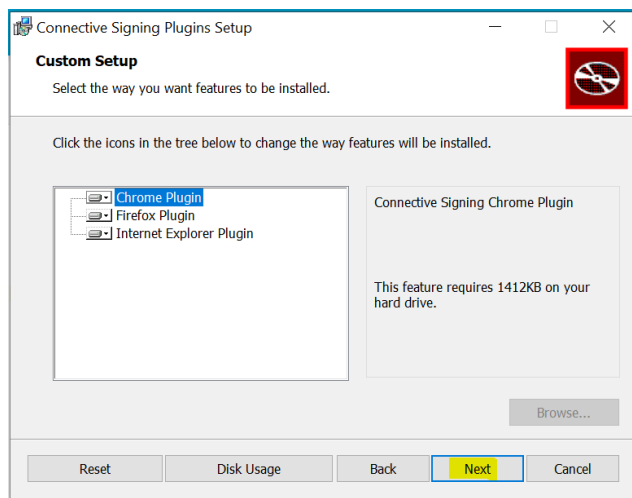 Connective Signing Plugins Setup
Custom Setup
Select the way you want features to be installed.
Click the icons in the tree below to change the way features will be installed.
Chrome Plugin
Firefox Plugin
Internet Explorer Plugin
Connective Signing Chrome Plugin
This feature requires 1412KB on your
hard drive.
Browse...
Reset
Disk Usage
Back
Next
Cancel